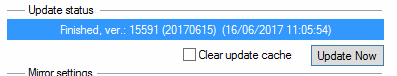 Update status
Finished, ver.: 15591 (20170615) (16/06/2017 11:05:54)
Clear update cache
Update Now
Mirror settings